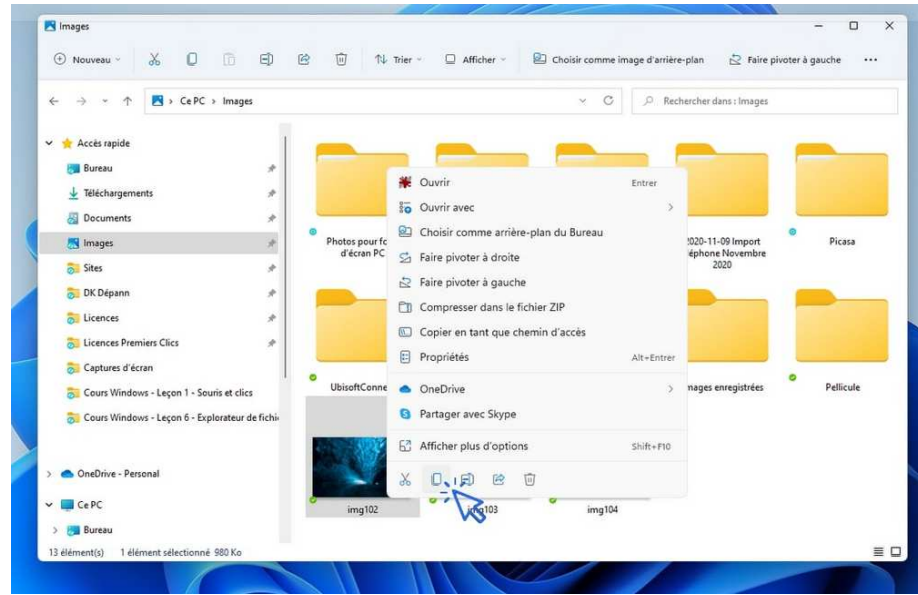 Images
Nouveau
Trier
Afficher
Choisir comme image d'arrière-plan
Faire pivoter à gauche
Ce PC > Images
Rechercher dans : Images
Accès rapide
Bureau
Téléchargements
Documents
Images
Sites
DK Dépann
Licences
Licences Premiers Clics
Captures d'écran
Cours Windows - Leçon 1 - Souris et clics
Cours Windows - Leçon 6 - Explorateur de fichi
OneDrive - Personal
Ce PC
Bureau
Photos pour fo
d'écran PC
2020-11-09 Import
Novembre
2020
Picasa
UbisoftConne
enregistrées
Pellicule
img102
img103
img104
Ouvrir Entrer
Ouvrir avec
Choisir comme arrière-plan du Bureau
Faire pivoter à droite
Faire pivoter à gauche
Compresser dans le fichier ZIP
Copier en tant que chemin d'accès
Propriétés Alt+Entrer
OneDrive
Partager avec Skype
Afficher plus d'options Shift+F10
13 élément(s) 1 élément sélectionné 980 Ko